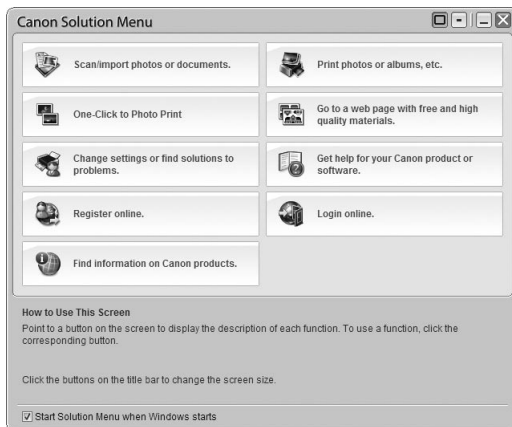 Canon Solution Menu
Scan/import photos or documents.
Print photos or albums, etc.
One-Click to Photo Print
Go to a web page with free and high
quality materials.
Change settings or find solutions to
problems.
Get help for your Canon product or
software.
Register online.
Login online.
Find information on Canon products.
How to Use This Screen
Point to a button on the screen to display the description of each function. To use a function, click the
corresponding button.
Click the buttons on the title bar to change the screen size.
Start Solution Menu when Windows starts